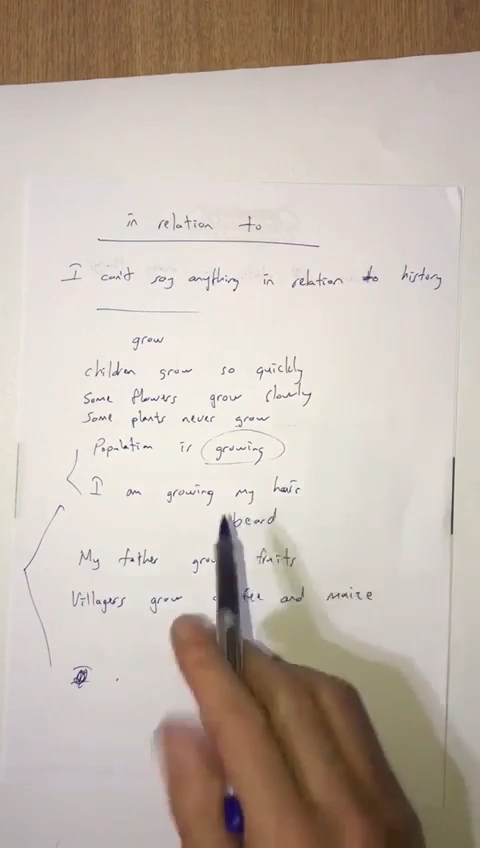 in relation to
I can't say anything in relation to history
grow
children grow so quickly
Some flowers grow slowly
Some plants never grow
Population is growing
I am growing my hair
beard
My father fruits
Villagers grow and maize